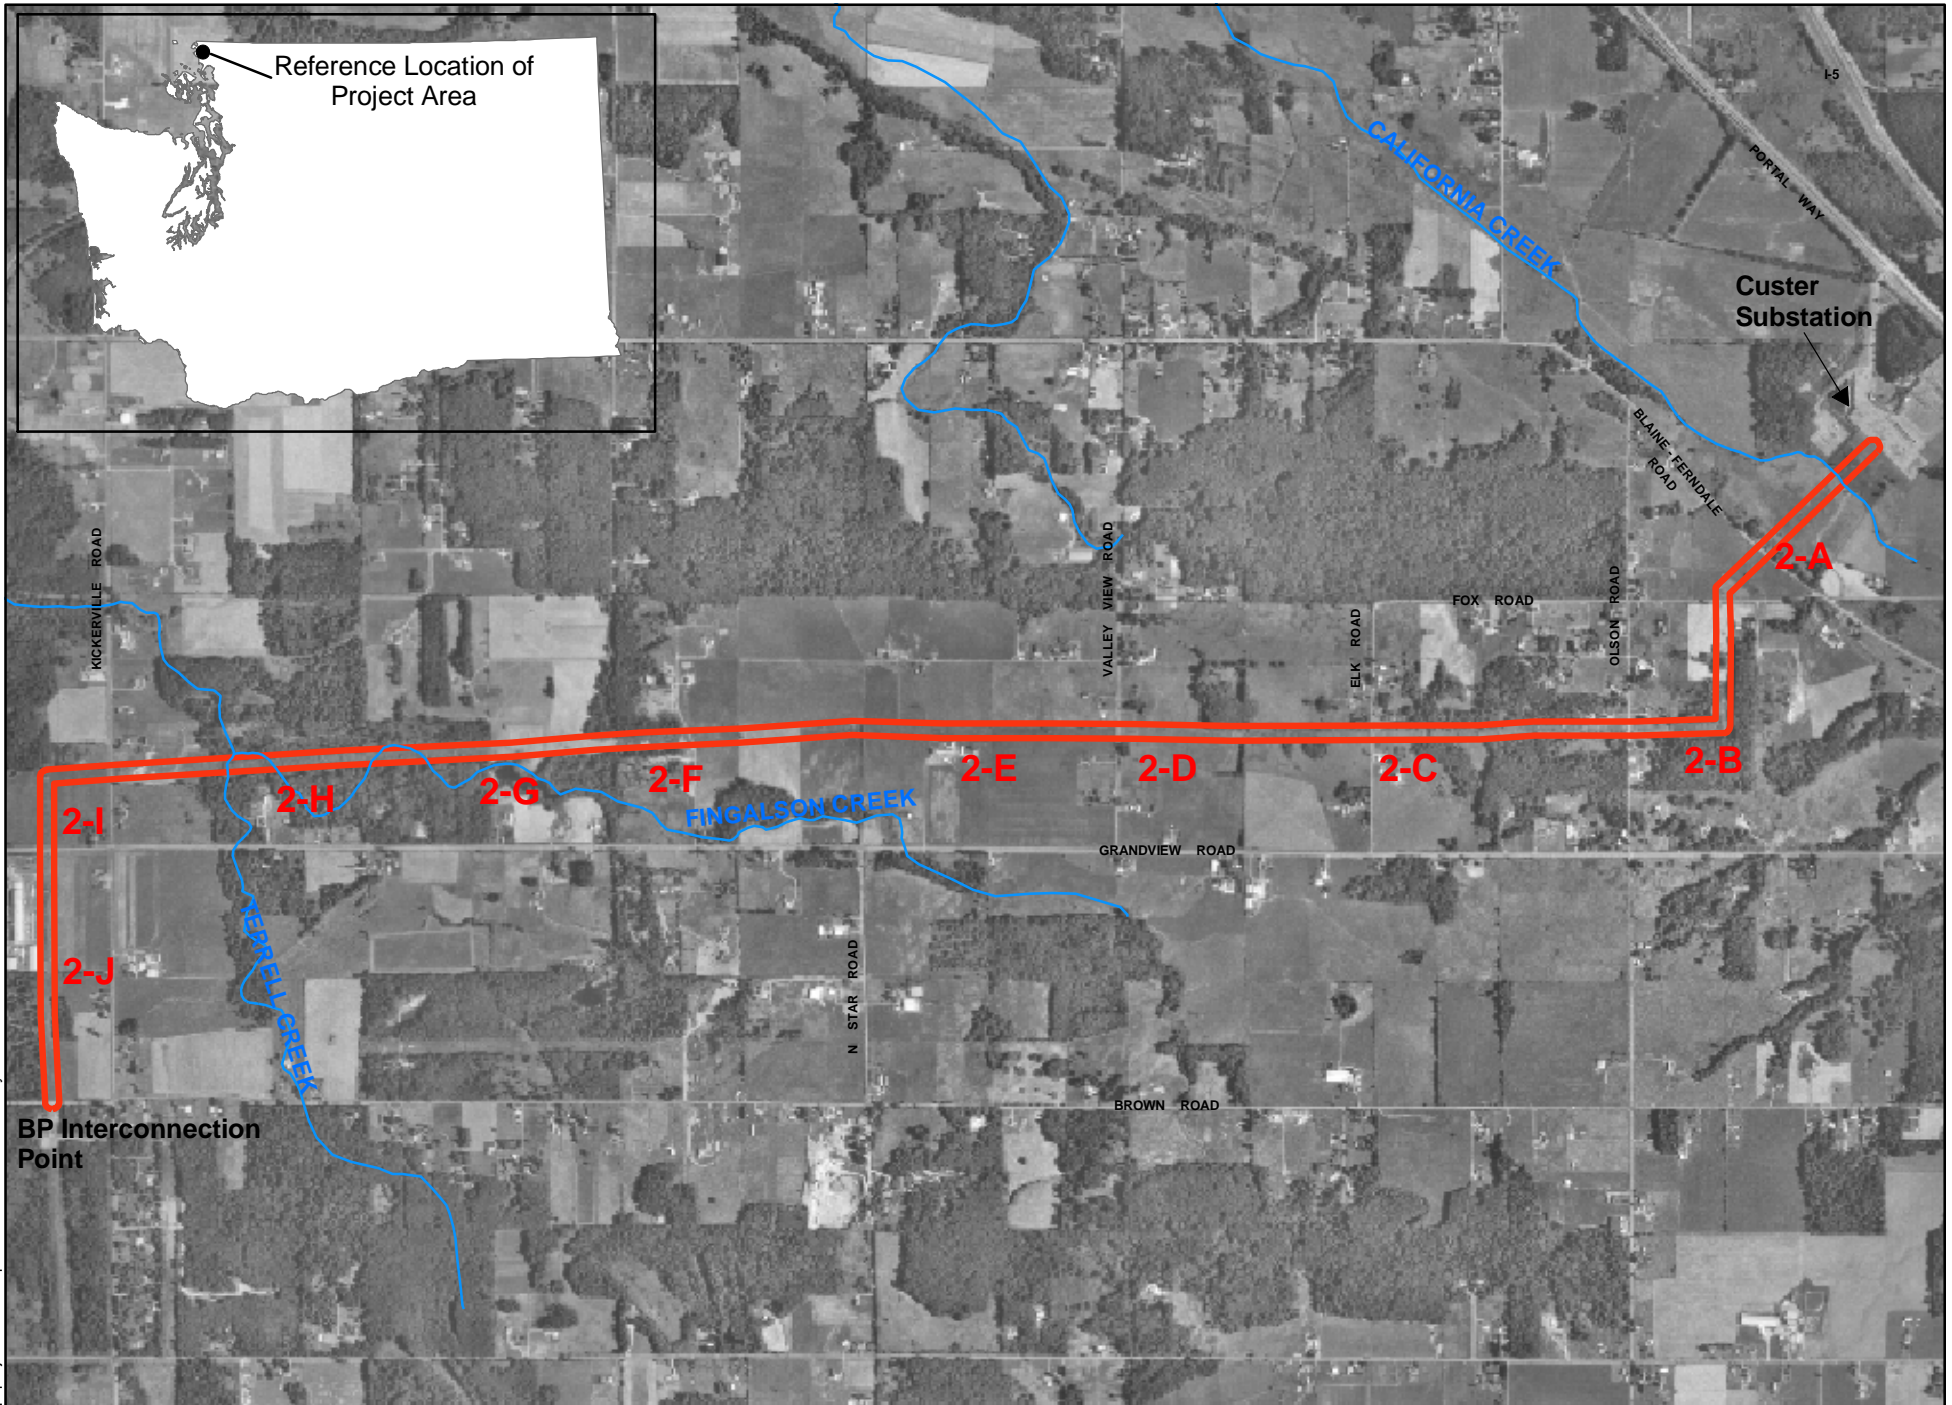 Reference Location of
Project Area
I-5
PORTAL WAY
CALIFORNIA CREEK
Custer
Substation
BLAINE - FERNDALE
ROAD
KICKERVILLE ROAD
VALLEY VIEW ROAD
ELK ROAD
FOX ROAD
OLSON ROAD
2-A
2-B
2-C
2-D
2-E
2-F
2-G
2-H
2-I
FINGALSON CREEK
GRANDVIEW ROAD
TERRELL CREEK
2-J
N STAR ROAD
BROWN ROAD
BP Interconnection
Point